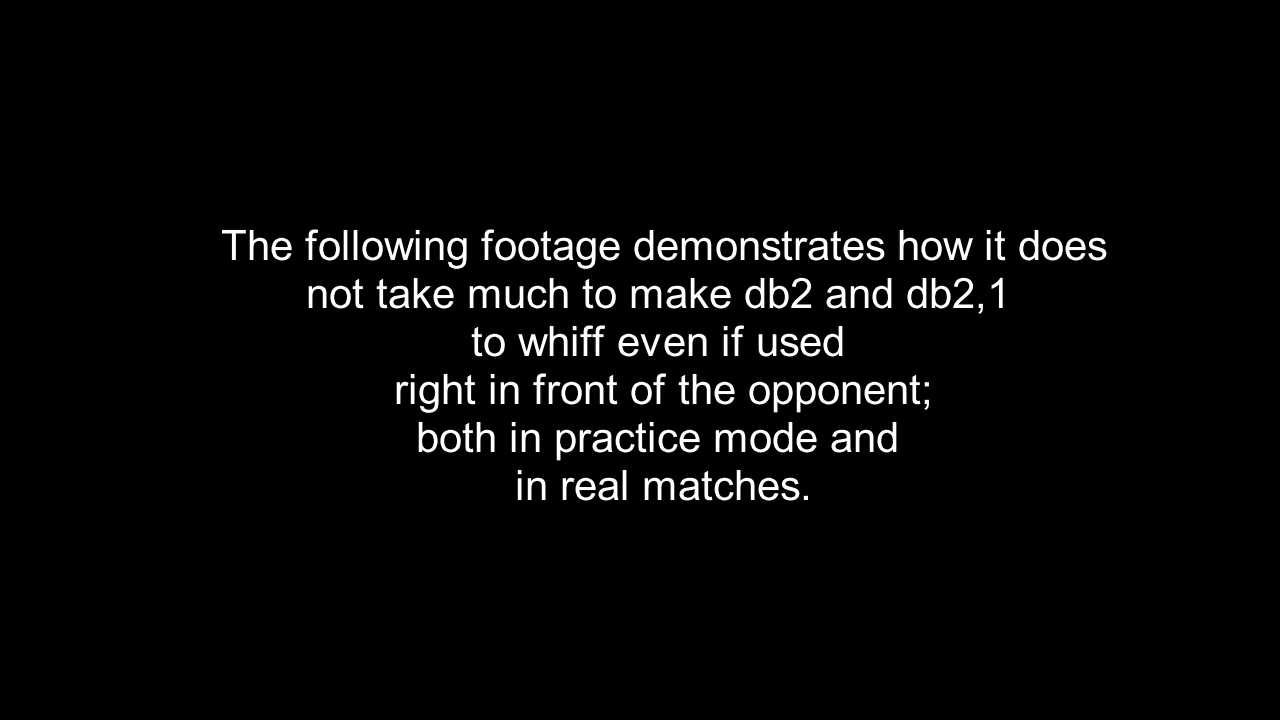 The following footage demonstrates how it does
not take much to make db2 and db2,1
to whiff even if used
right in front of the opponent;
both in practice mode and
in real matches.